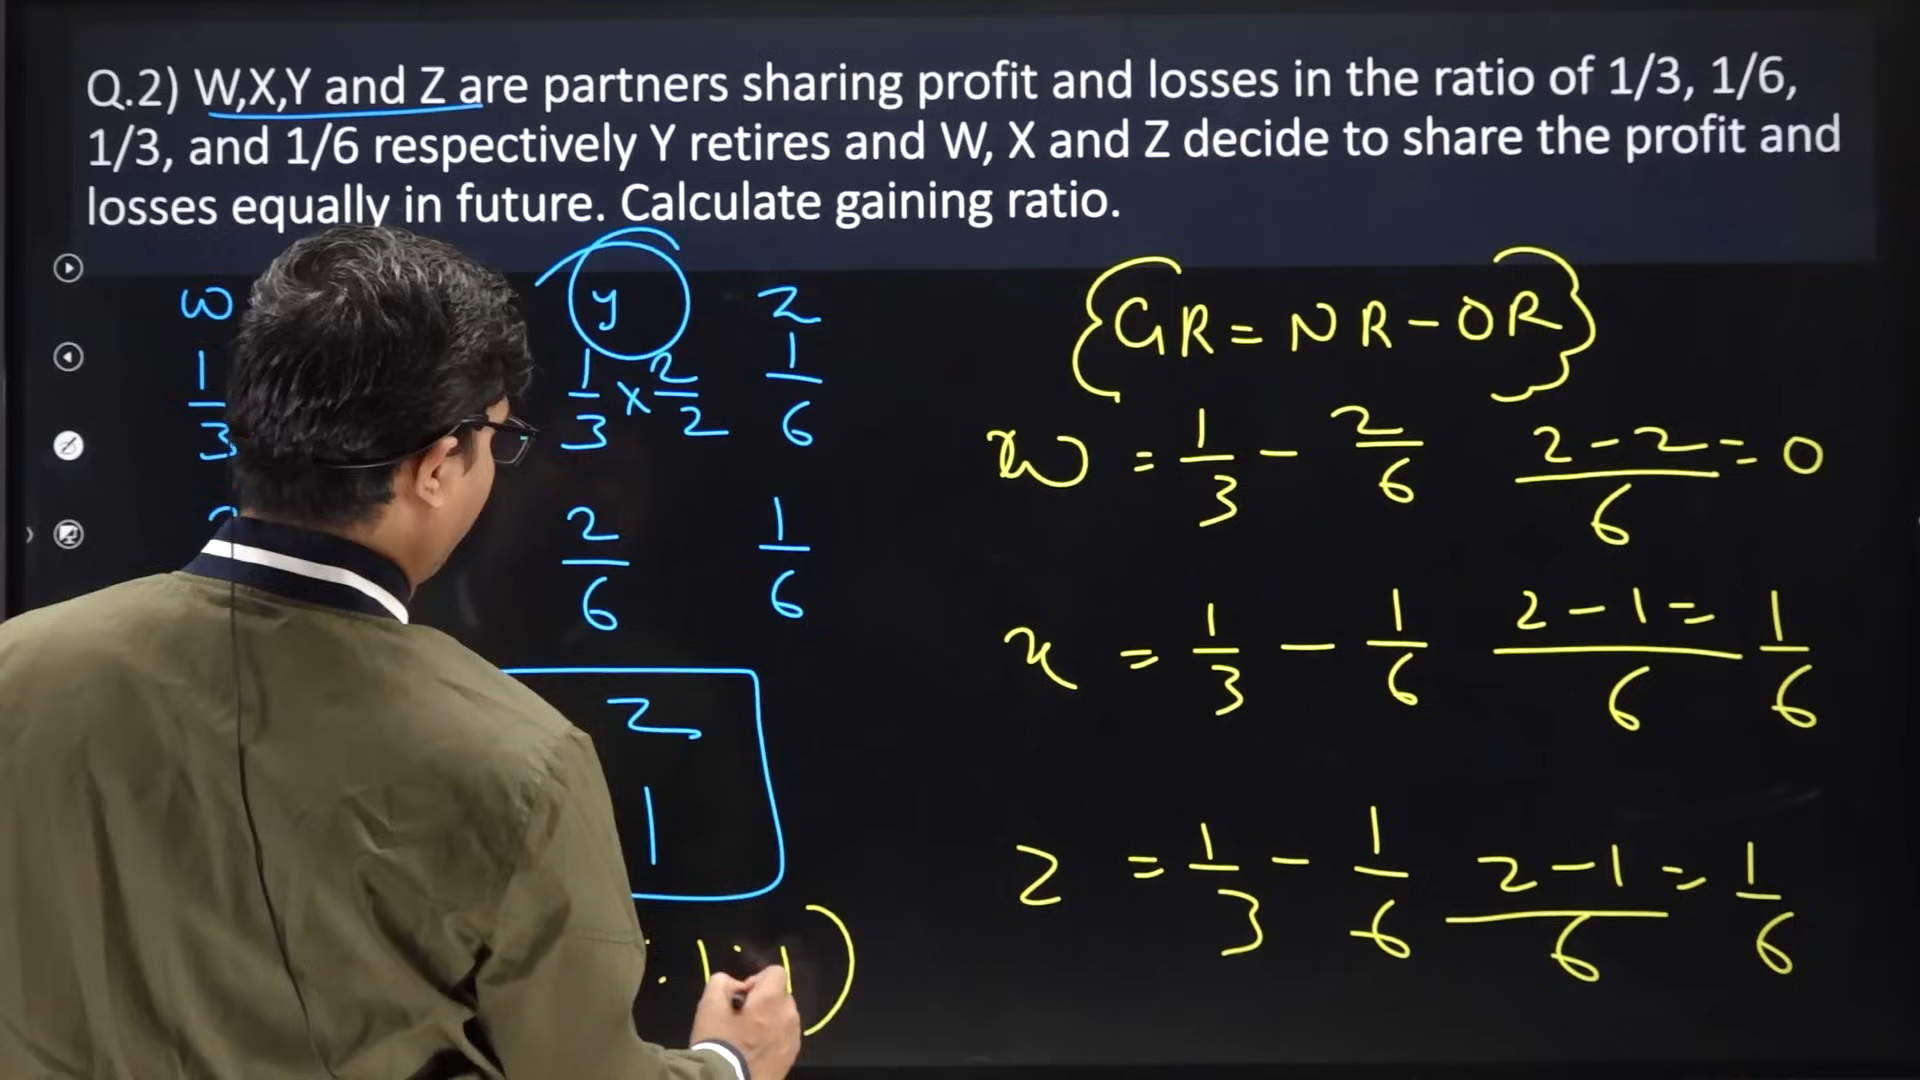 Q.2) W,X,Y and Z are partners sharing profit and losses in the ratio of 1/3, 1/6,
1/3, and 1/6 respectively Y retires and W, X and Z decide to share the profit and
losses equally in future. Calculate gaining ratio.
W y Z
1/3 1/3 × 2/2 1/6
2/6 1/6
2
1
: 1 : 1)
{GR = NR - OR}
W = 1/3 - 2/6 2-2/6 = 0
x = 1/3 - 1/6 2-1/6 = 1/6
Z = 1/3 - 1/6 2-1/6 = 1/6